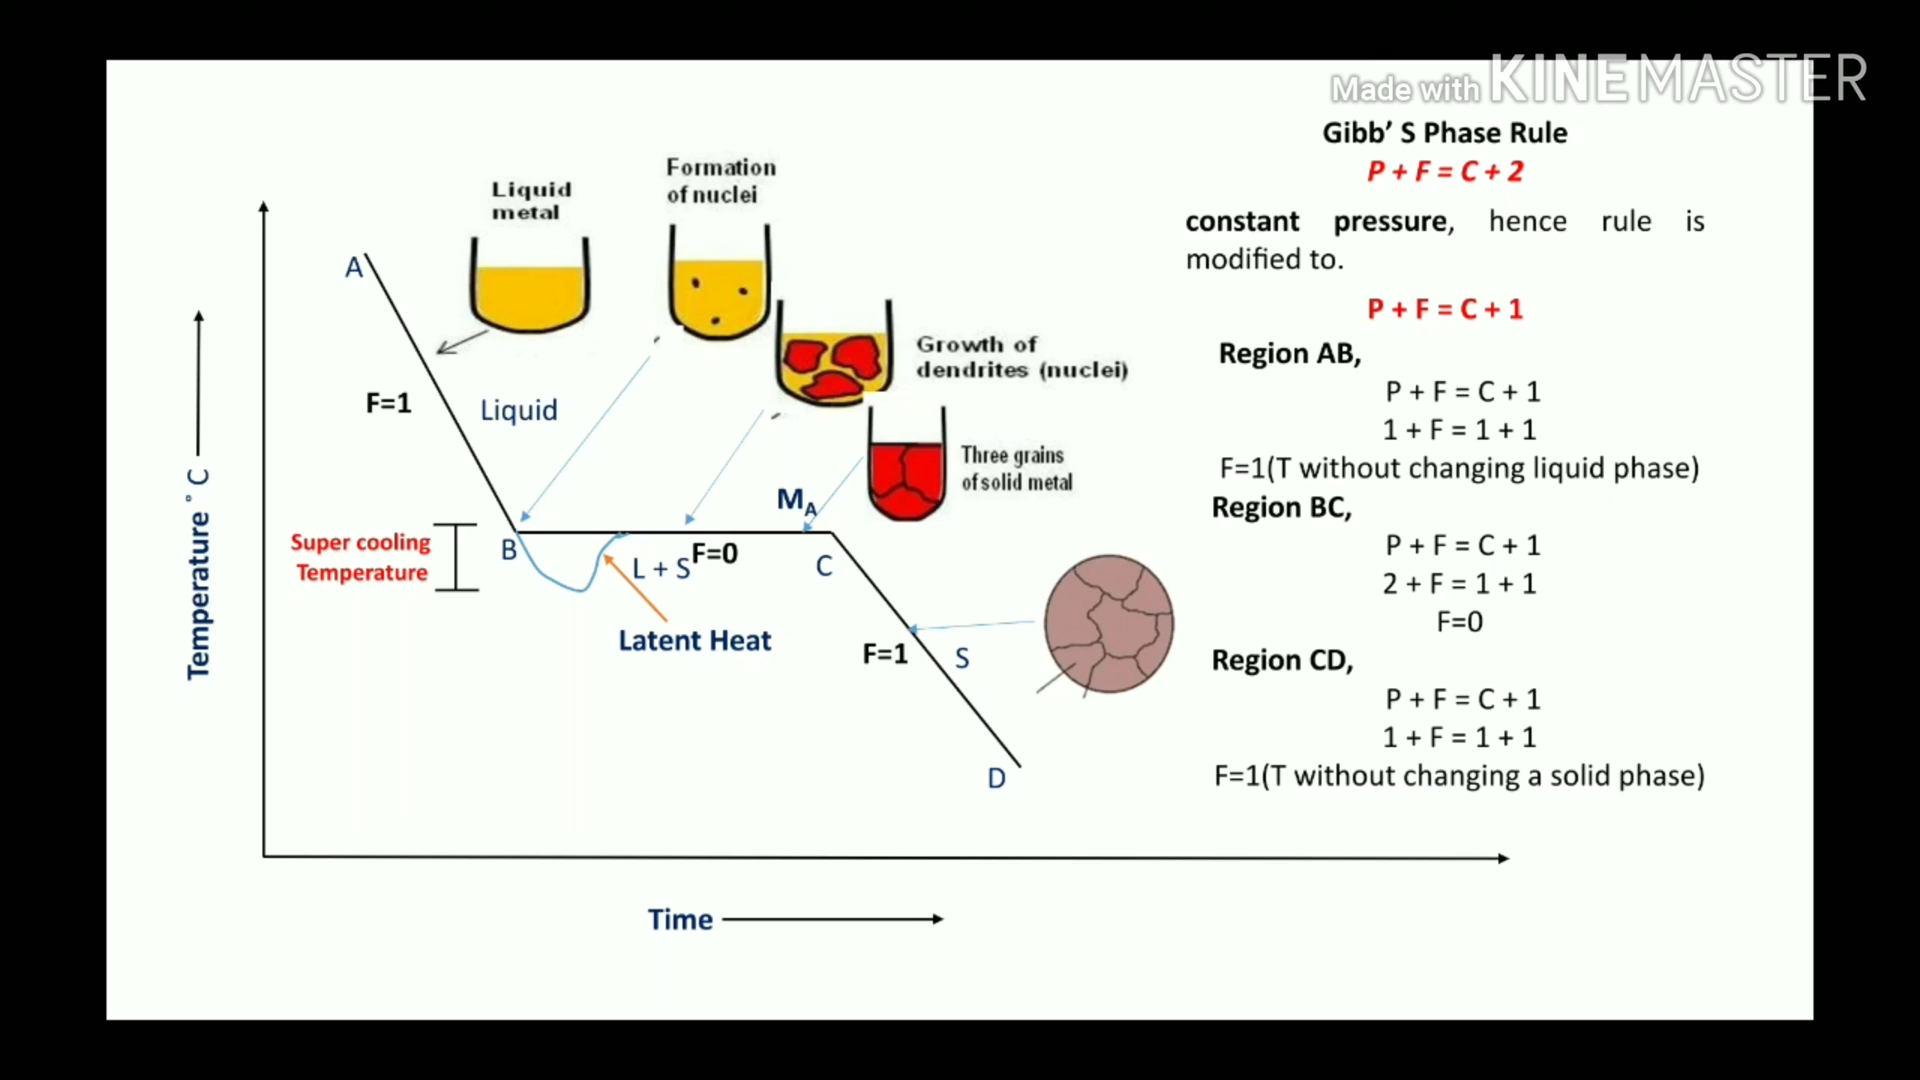 Made with KINEMASTER
Gibb' S Phase Rule
P + F = C + 2
constant pressure, hence rule is
modified to.
P + F = C + 1
Region AB,
P + F = C + 1
1 + F = 1 + 1
F=1(T without changing liquid phase)
Region BC,
P + F = C + 1
2 + F = 1 + 1
F=0
Region CD,
P + F = C + 1
1 + F = 1 + 1
F=1(T without changing a solid phase)
Liquid
metal
Formation
of nuclei
Growth of
dendrites (nuclei)
Three grains
of solid metal
A
F=1
Liquid
MA
Super cooling
Temperature
B
L + S
F=0
C
Latent Heat
F=1
S
D
Temperature °C
Time